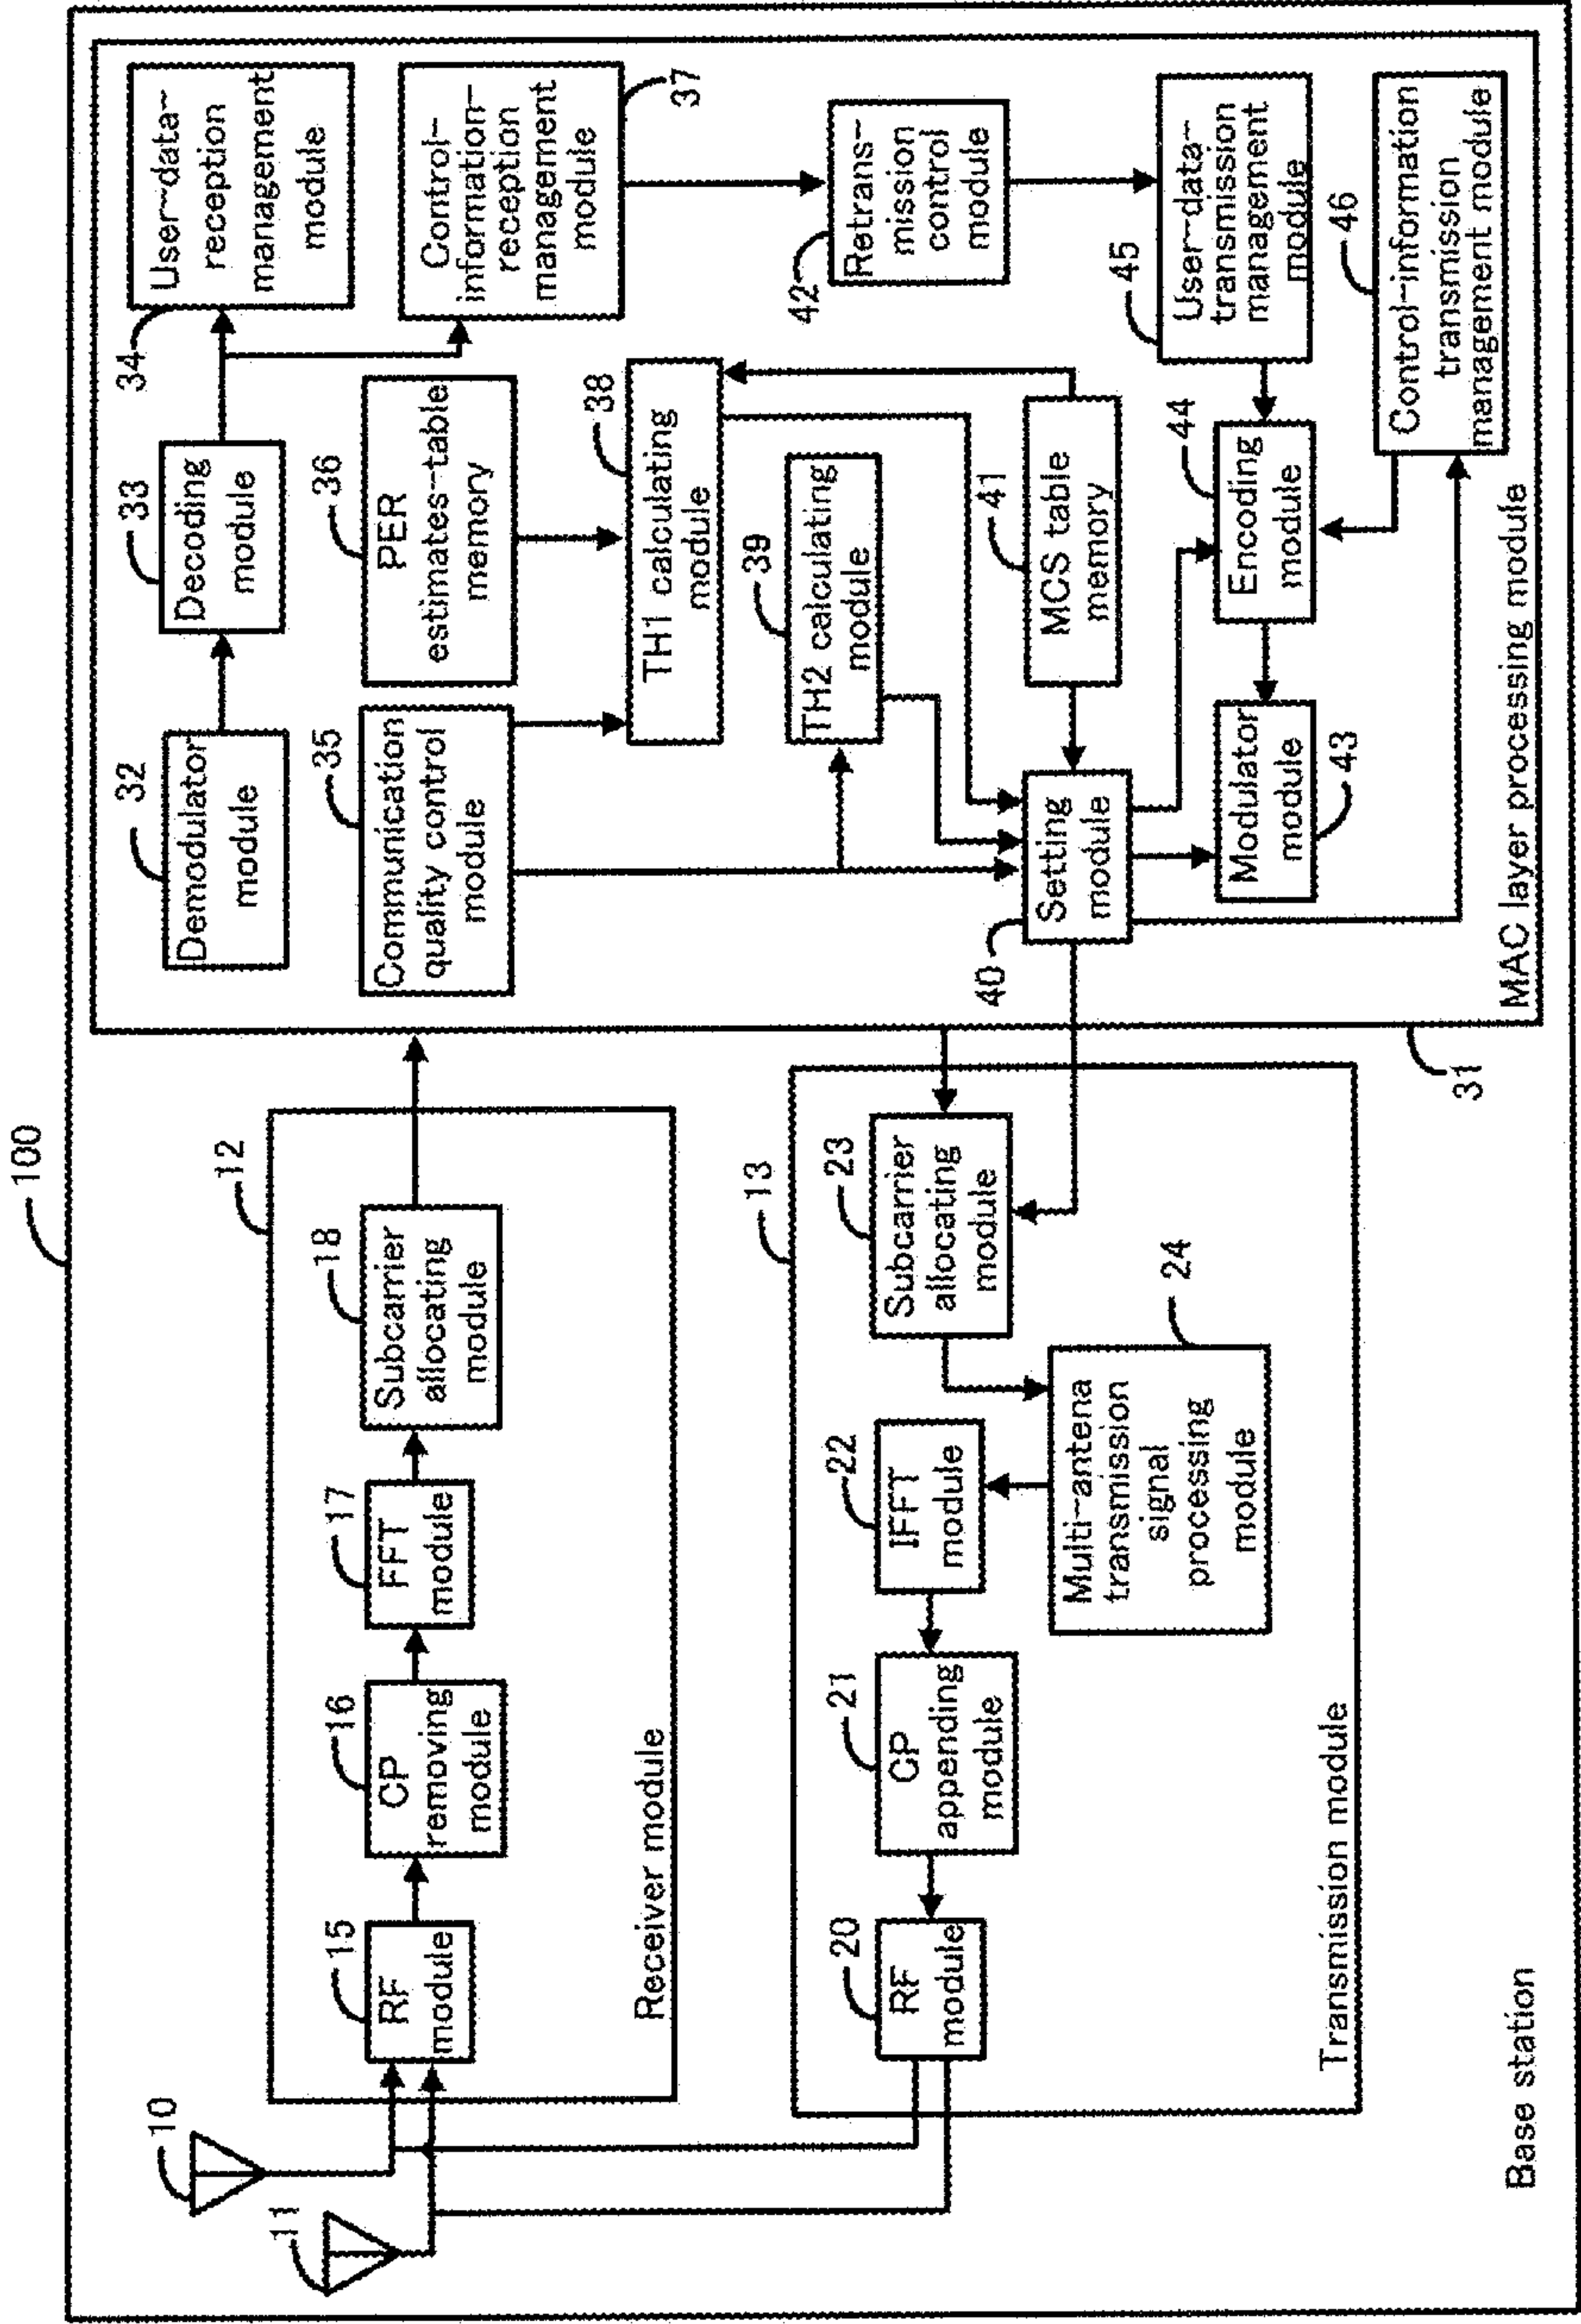 100
10
11
12
15
RF
module
16
CP
removing
module
17
FFT
module
18
Subcarrier
allocating
module
Receiver module
13
20
RF
module
21
CP
appending
module
22
IFFT
module
23
Subcarrier
allocating
module
24
Multi-antena
transmission
signal
processing
module
Transmission module
Base station
32
Demodulator
module
33
Decoding
module
34
User-data-
reception
management
module
35
Communication
quality control
module
36
PER
estimates-table
memory
37
Control-
information-
reception
management
module
38
TH1 calculating
module
39
TH2 calculating
module
40
Setting
module
41
MCS table
memory
42
Retrans-
mission
control
module
43
Modulator
module
44
Encoding
module
45
User-data-
transmission
management
module
46
Control-information
transmission
management module
MAC layer processing module
31